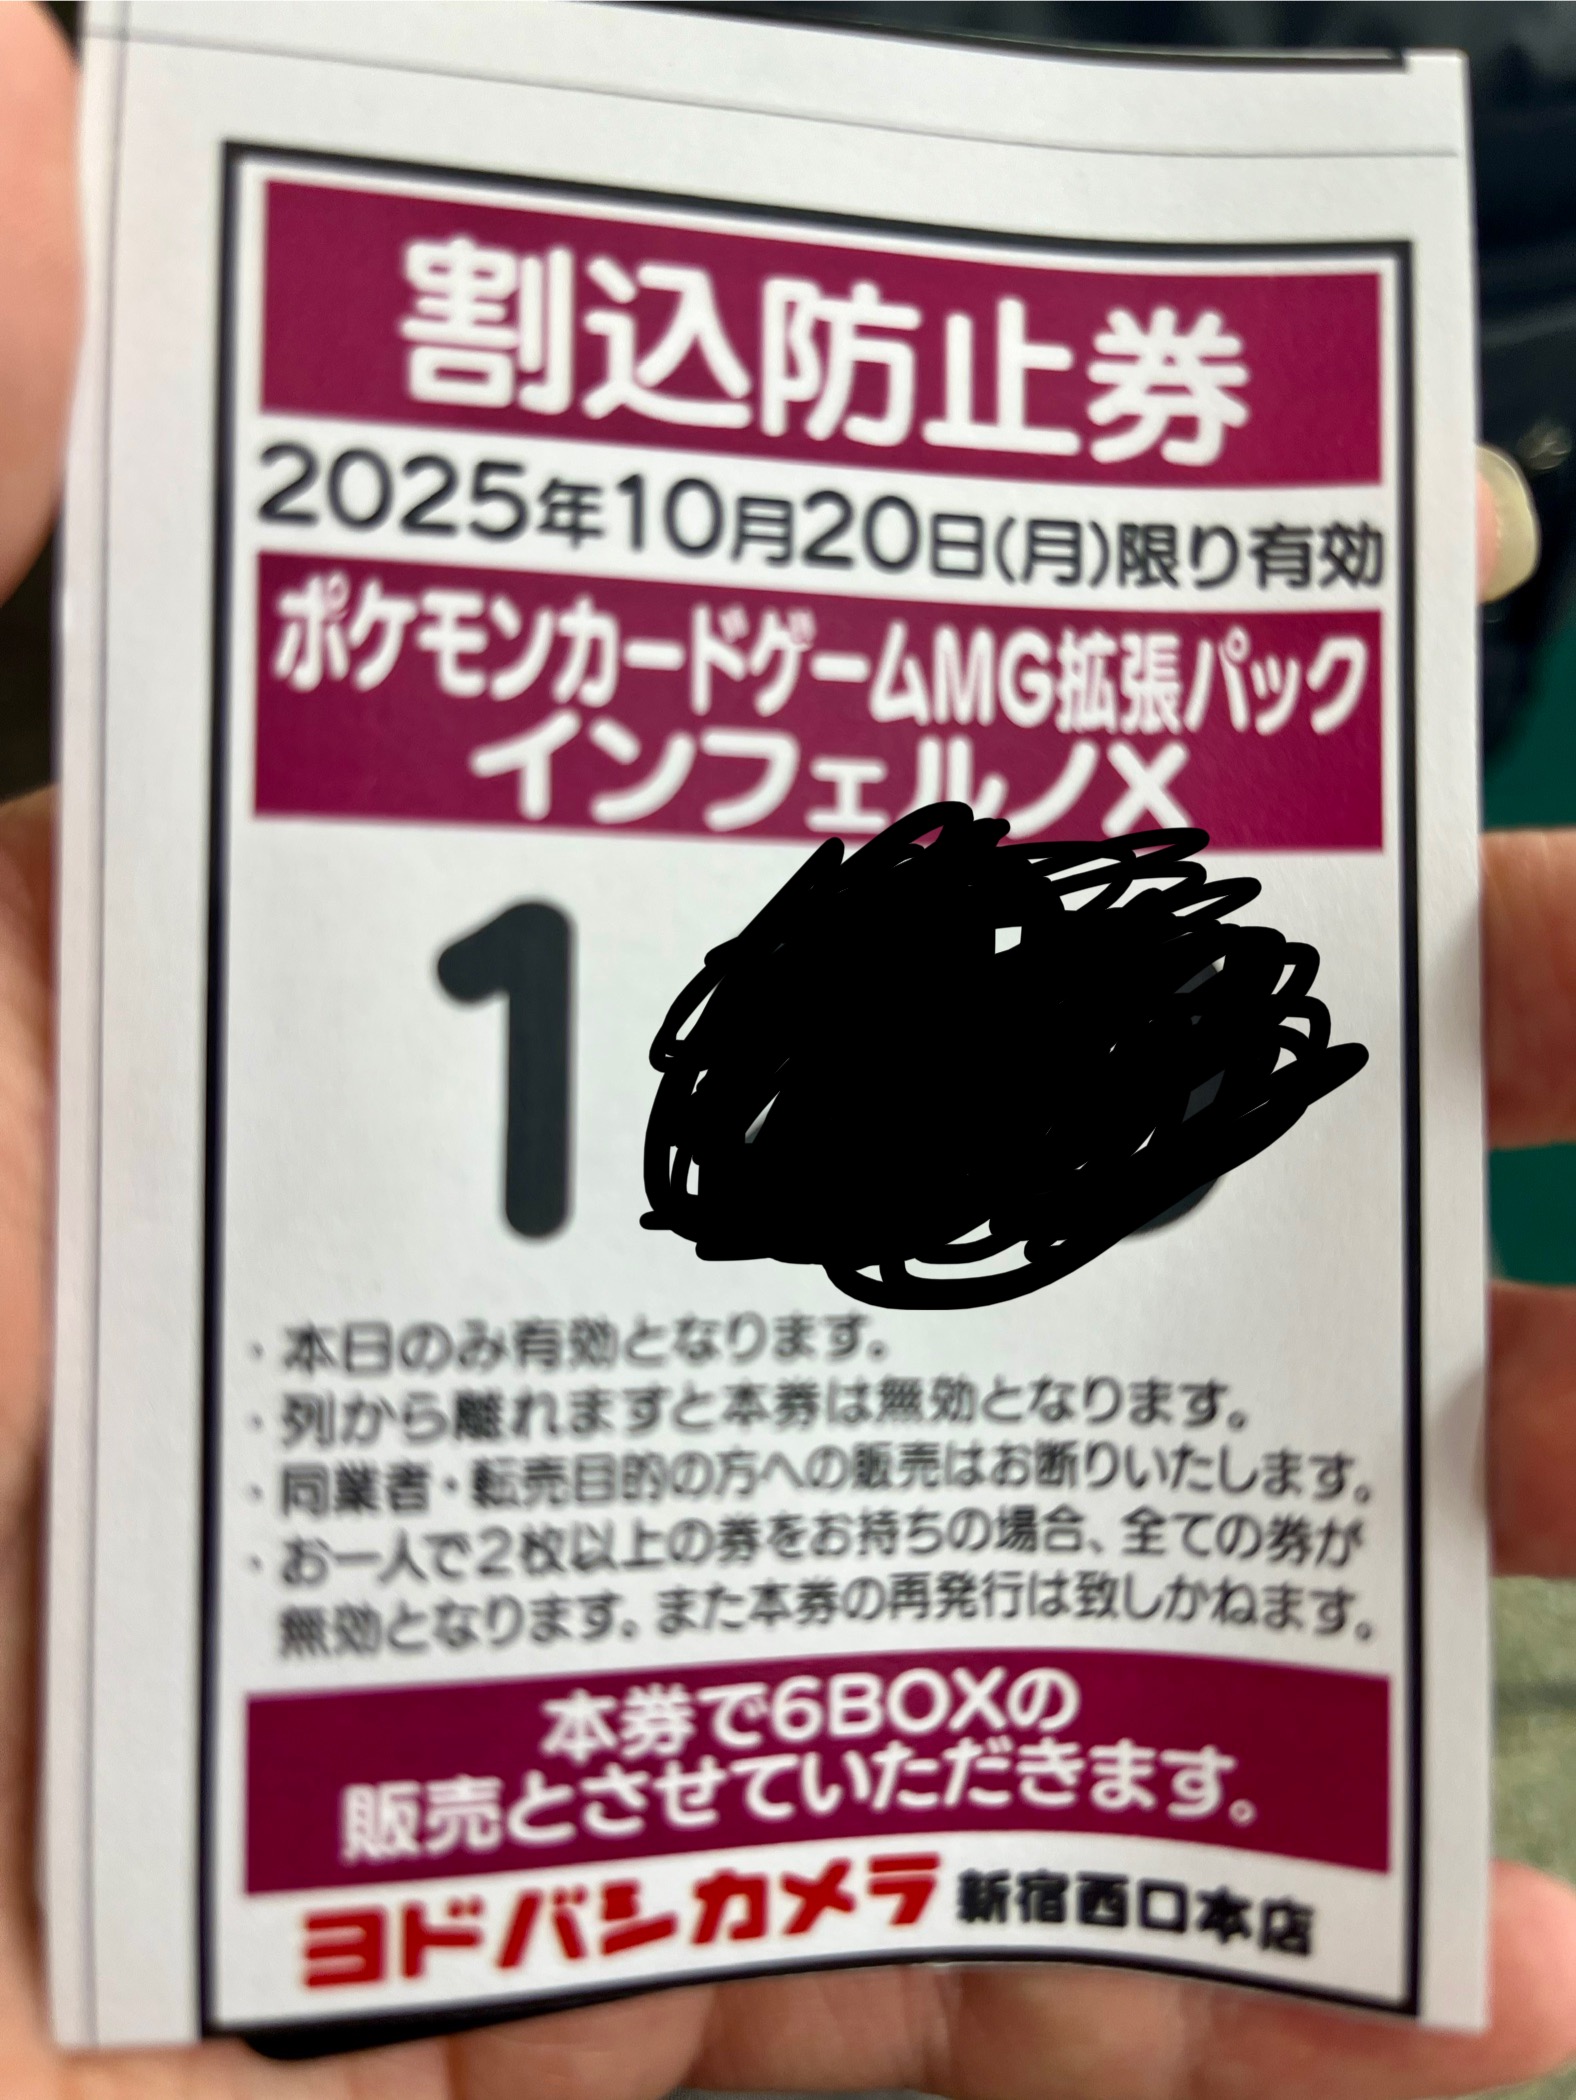 割込防止券
2025年10月20日(月)限り有効
ポケモンカードゲームMG拡張パック
インフェルノX
1
・本日のみ有効となります。
・列から離れますと本券は無効となります。
・同業者・転売目的の方への販売はお断りいたします。
・お一人で2枚以上の券をお持ちの場合、全ての券が
無効となります。また本券の再発行は致しかねます。
本券で6BOXの
販売とさせていただきます。
ヨドバシカメラ 新宿西口本店